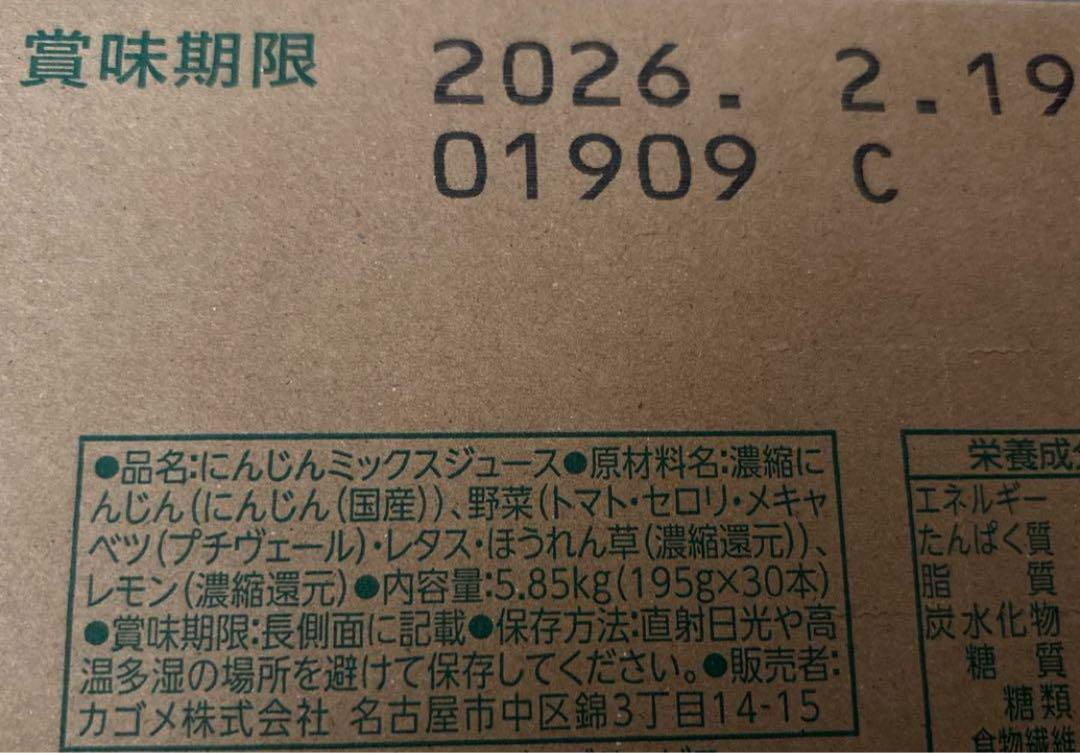 賞味期限
2026. 2.19
01909 C
●品名:にんじんミックスジュース●原材料名:濃縮に
んじん(にんじん(国産))、野菜(トマト・セロリ・メキャ
ベツ(プチヴェール)・レタス・ほうれん草(濃縮還元))、
レモン(濃縮還元)●内容量:5.85kg(195g×30本)
●賞味期限:長側面に記載●保存方法:直射日光や高
温多湿の場所を避けて保存してください。●販売者:
カゴメ株式会社 名古屋市中区錦3丁目14-15
栄養成分
エネルギー
たんぱく質
脂質
炭水化物
糖質
糖類
食物繊維